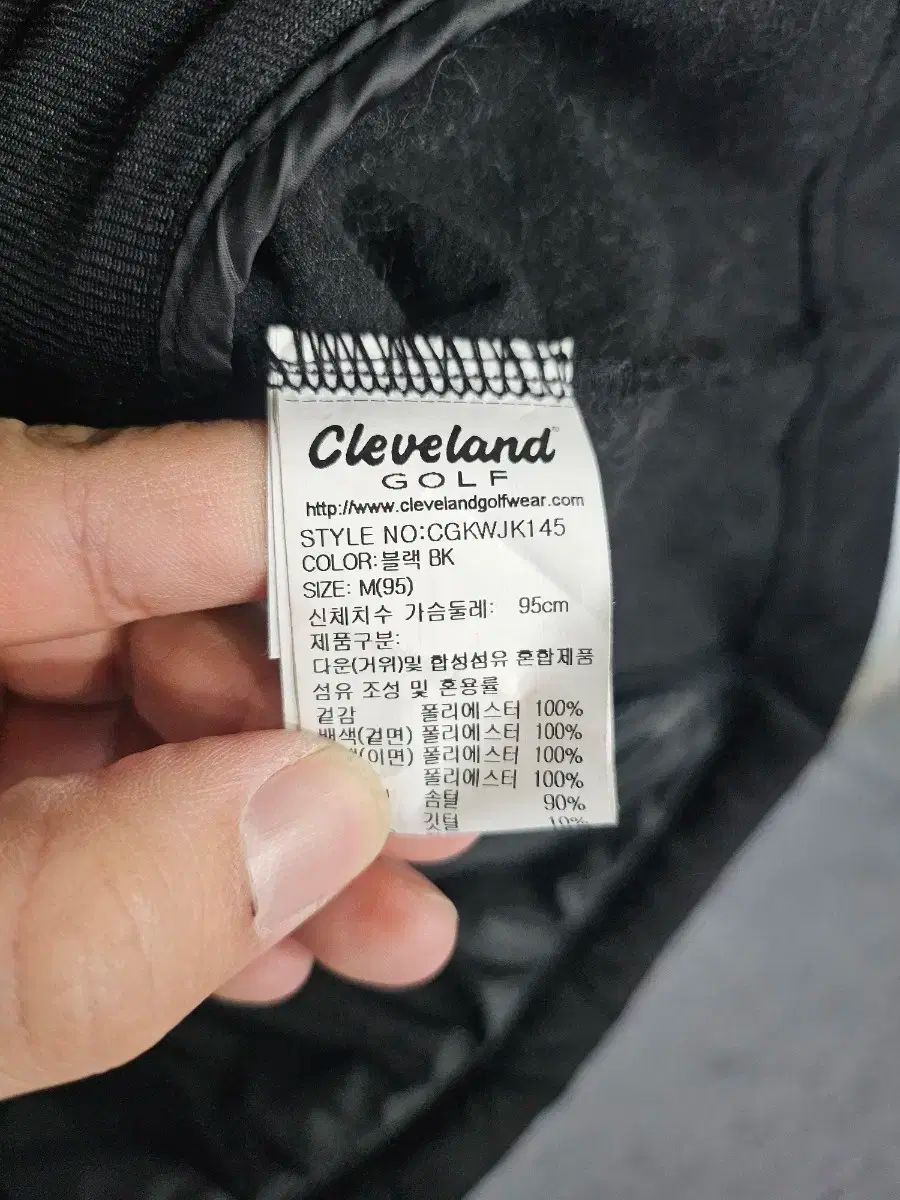 Cleveland
GOLF
http://www.clevelandgolfwear.com
STYLE NO:CGKWJK145
COLOR:블랙 BK
SIZE: M(95)
신체치수 가슴둘레: 95cm
제품구분:
다운(거위)및 합성섬유 혼합제품
섬유 조성 및 혼용률
겉감 폴리에스터 100%
배색(겉면) 폴리에스터 100%
(이면) 폴리에스터 100%
폴리에스터 100%
솜털 90%
깃털 10%